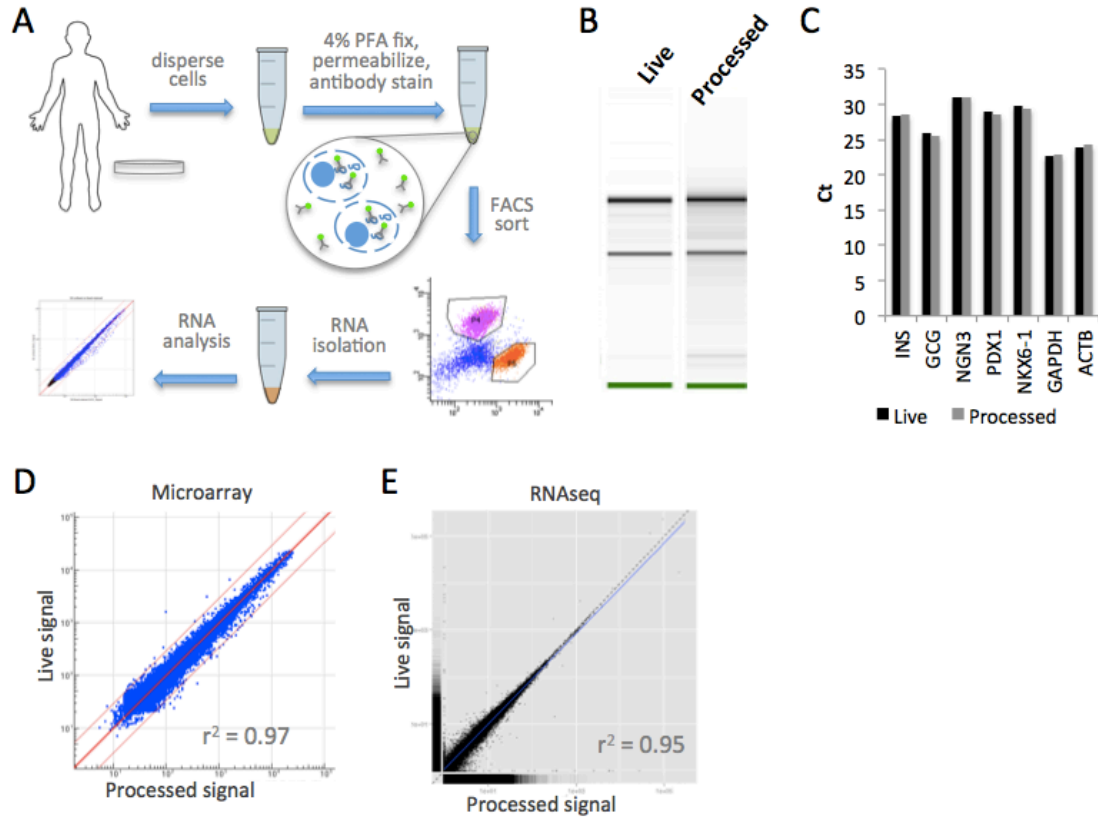 A
disperse
cells
4% PFA fix,
permeabilize,
antibody stain
FACS
sort
RNA
isolation
RNA
analysis
B
Live
Processed
C
Ct
35
30
25
20
15
10
5
0
INS
GCG
NGN3
PDX1
NKX6-1
GAPDH
ACTB
Live
Processed
D
Microarray
Live signal
r² = 0.97
Processed signal
E
RNAseq
Live signal
r² = 0.95
Processed signal